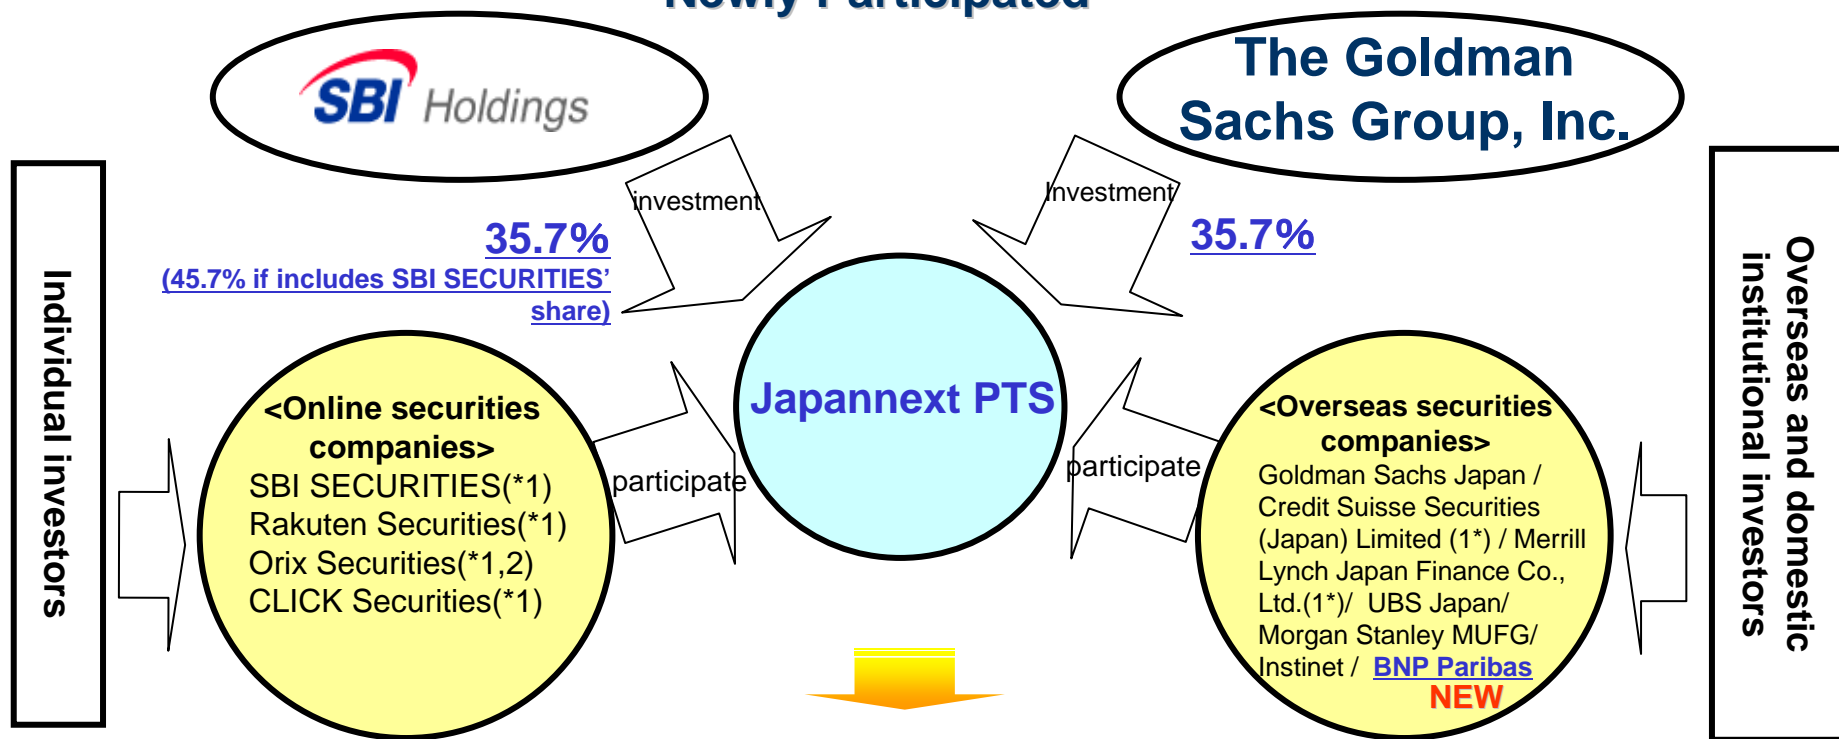 Newly Participated
SBI Holdings
The Goldman
Sachs Group, Inc.
investment
Investment
35.7%
(45.7% if includes SBI SECURITIES'
share)
35.7%
Individual investors
Overseas and domestic
institutional investors
Japannext PTS
<Online securities
companies>
SBI SECURITIES(*1)
Rakuten Securities(*1)
Orix Securities(*1,2)
CLICK Securities(*1)
participate
participate
<Overseas securities
companies>
Goldman Sachs Japan /
Credit Suisse Securities
(Japan) Limited (1*) / Merrill
Lynch Japan Finance Co.,
Ltd.(1*)/ UBS Japan/
Morgan Stanley MUFG/
Instinet / BNP Paribas
NEW